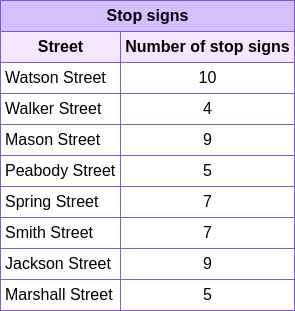 Stop signs
Street Number of stop signs
Watson Street 10
Walker Street 4
Mason Street 9
Peabody Street 5
Spring Street 7
Smith Street 7
Jackson Street 9
Marshall Street 5